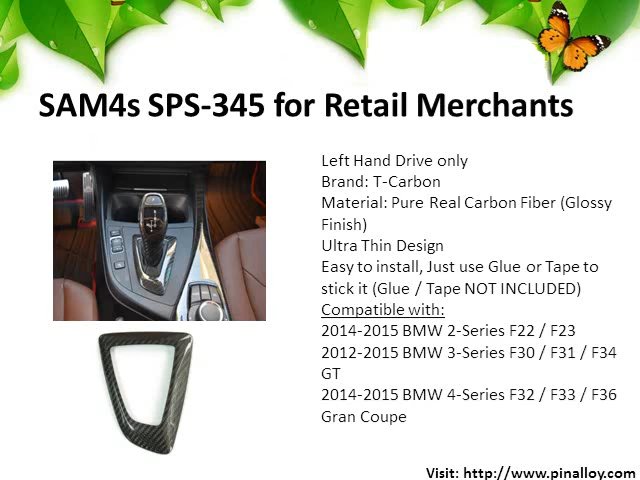 SAM4s SPS-345 for Retail Merchants
Left Hand Drive only
Brand: T-Carbon
Material: Pure Real Carbon Fiber (Glossy
Finish)
Ultra Thin Design
Easy to install, Just use Glue or Tape to
stick it (Glue / Tape NOT INCLUDED)
Compatible with:
2014-2015 BMW 2-Series F22 / F23
2012-2015 BMW 3-Series F30 / F31 / F34
GT
2014-2015 BMW 4-Series F32 / F33 / F36
Gran Coupe
Visit: http://www.pinalloy.com